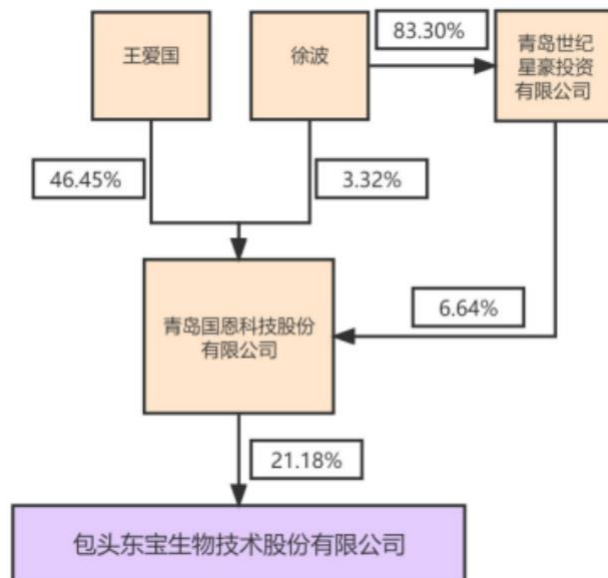 王爱国
徐波
83.30%
青岛世纪
星豪投资
有限公司
46.45%
3.32%
青岛国恩科技股份
有限公司
6.64%
21.18%
包头东宝生物技术股份有限公司